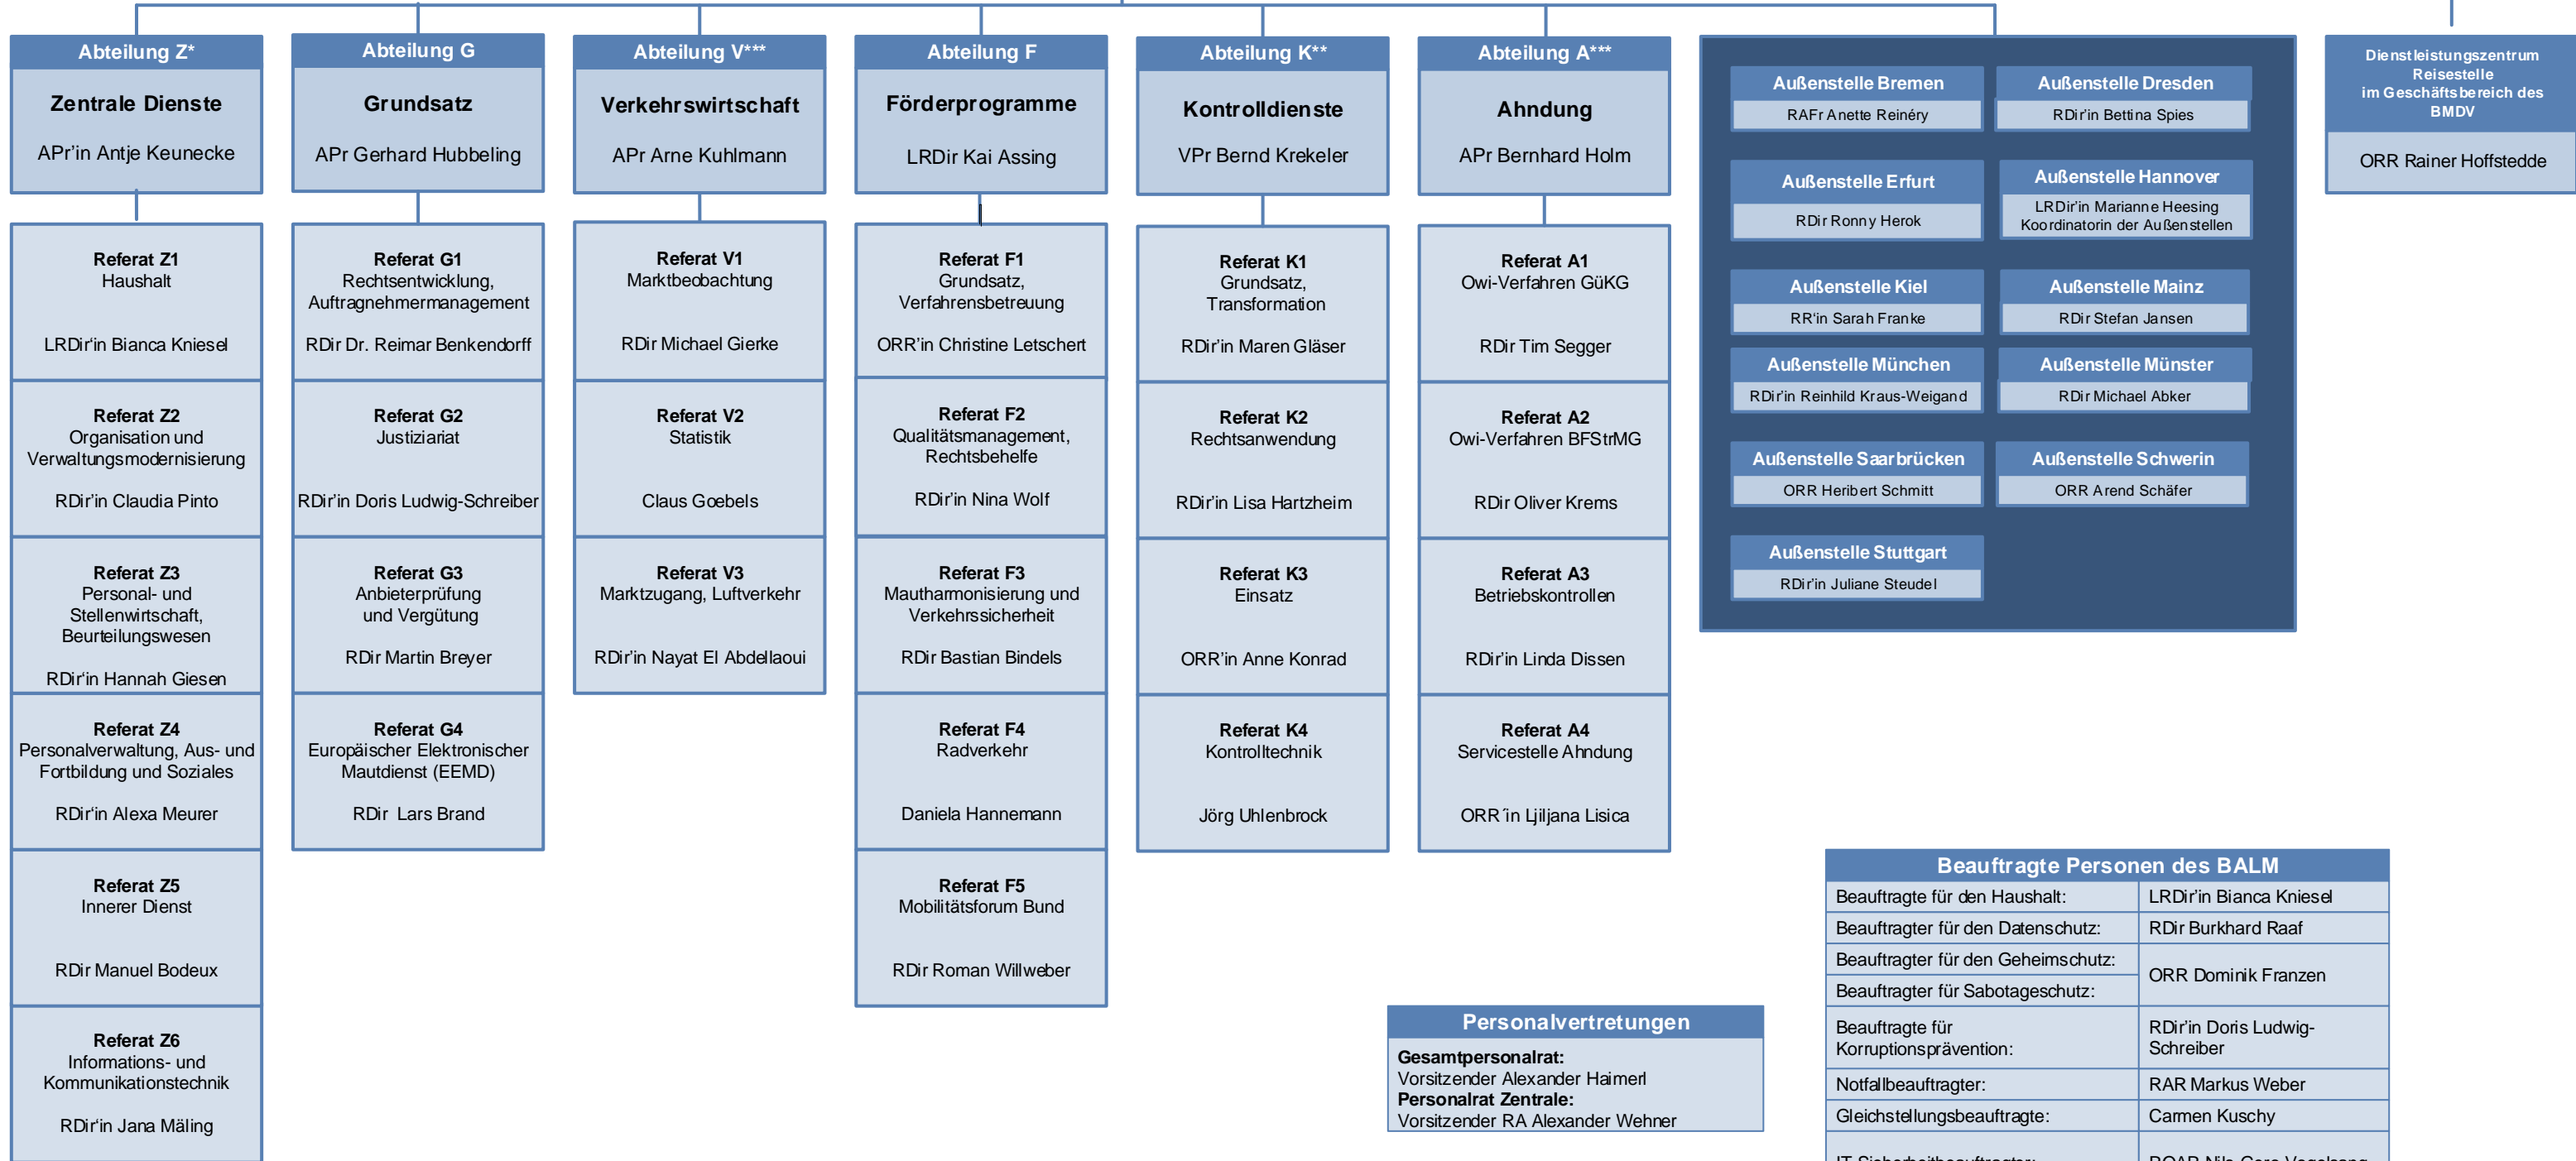 Abteilung Z*
Zentrale Dienste
APr’in Antje Keunecke
Referat Z1
Haushalt
LRDir’in Bianca Kniesel
Referat Z2
Organisation und
Verwaltungsmodernisierung
RDir’in Claudia Pinto
Referat Z3
Personal- und
Stellenwirtschaft,
Beurteilungswesen
RDir‘in Hannah Giesen
Referat Z4
Personalverwaltung, Aus- und
Fortbildung und Soziales
RDir‘in Alexa Meurer
Referat Z5
Innerer Dienst
RDir Manuel Bodeux
Referat Z6
Informations- und
Kommunikationstechnik
RDir‘in Jana Mäling
Abteilung G
Grundsatz
APr Gerhard Hubbeling
Referat G1
Rechtsentwicklung,
Auftragnehmermanagement
RDir Dr. Reimar Benkendorff
Referat G2
Justiziariat
RDir’in Doris Ludwig-Schreiber
Referat G3
Anbieterprüfung
und Vergütung
RDir Martin Breyer
Referat G4
Europäischer Elektronischer
Mautdienst (EEMD)
RDir Lars Brand
Abteilung V***
Verkehrswirtschaft
APr Arne Kuhlmann
Referat V1
Marktbeobachtung
RDir Michael Gierke
Referat V2
Statistik
Claus Goebels
Referat V3
Marktzugang, Luftverkehr
RDir’in Nayat El Abdellaoui
Abteilung F
Förderprogramme
LRDir Kai Assing
Referat F1
Grundsatz,
Verfahrensbetreuung
ORR’in Christine Letschert
Referat F2
Qualitätsmanagement,
Rechtsbehelfe
RDir’in Nina Wolf
Referat F3
Mautharmonisierung und
Verkehrssicherheit
RDir Bastian Bindels
Referat F4
Radverkehr
Daniela Hannemann
Referat F5
Mobilitätsforum Bund
RDir Roman Willweber
Abteilung K**
Kontrolldienste
VPr Bernd Krekeler
Referat K1
Grundsatz,
Transformation
RDir’in Maren Gläser
Referat K2
Rechtsanwendung
RDir’in Lisa Hartzheim
Referat K3
Einsatz
ORR’in Anne Konrad
Referat K4
Kontrolltechnik
Jörg Uhlenbrock
Abteilung A***
Ahndung
APr Bernhard Holm
Referat A1
Owi-Verfahren GüKG
RDir Tim Segger
Referat A2
Owi-Verfahren BFStrMG
RDir Oliver Krems
Referat A3
Betriebskontrollen
RDir’in Linda Dissen
Referat A4
Servicestelle Ahndung
ORR´in Ljiljana Lisica
Außenstelle Bremen
RAFr Anette Reinéry
Außenstelle Dresden
RDir’in Bettina Spies
Außenstelle Erfurt
RDir Ronny Herok
Außenstelle Hannover
LRDir’in Marianne Heesing
Koordinatorin der Außenstellen
Außenstelle Kiel
RR‘in Sarah Franke
Außenstelle Mainz
RDir Stefan Jansen
Außenstelle München
RDir’in Reinhild Kraus-Weigand
Außenstelle Münster
RDir Michael Abker
Außenstelle Saarbrücken
ORR Heribert Schmitt
Außenstelle Schwerin
ORR Arend Schäfer
Außenstelle Stuttgart
RDir’in Juliane Steudel
Dienstleistungszentrum
Reisestelle
im Geschäftsbereich des
BMDV
ORR Rainer Hoffstedde
Personalvertretungen
Gesamtpersonalrat:
Vorsitzender Alexander Haimerl
Personalrat Zentrale:
Vorsitzender RA Alexander Wehner
Beauftragte Personen des BALM
Beauftragte für den Haushalt: LRDir’in Bianca Kniesel
Beauftragter für den Datenschutz: RDir Burkhard Raaf
Beauftragter für den Geheimschutz:
Beauftragter für Sabotageschutz:
ORR Dominik Franzen
Beauftragte für
Korruptionsprävention:
RDir’in Doris Ludwig-
Schreiber
Notfallbeauftragter: RAR Markus Weber
Gleichstellungsbeauftragte: Carmen Kuschy